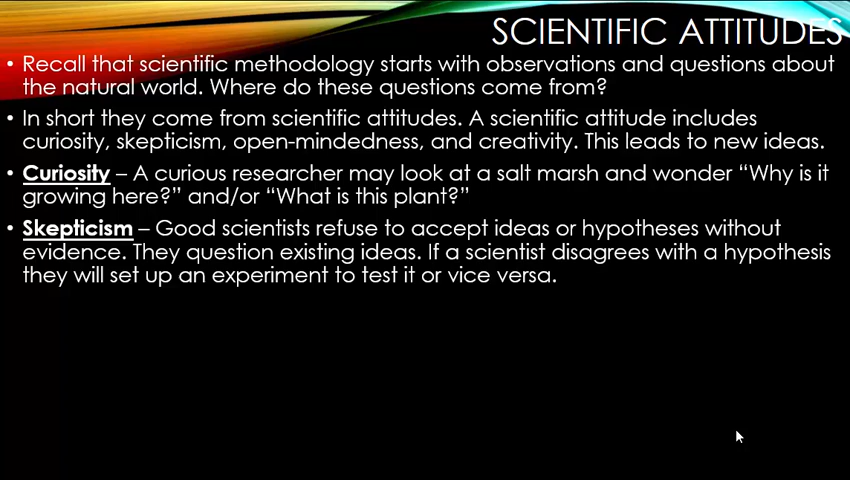 SCIENTIFIC ATTITUDES
• Recall that scientific methodology starts with observations and questions about
the natural world. Where do these questions come from?
• In short they come from scientific attitudes. A scientific attitude includes
curiosity, skepticism, open-mindedness, and creativity. This leads to new ideas.
• Curiosity – A curious researcher may look at a salt marsh and wonder “Why is it
growing here?” and/or “What is this plant?”
• Skepticism – Good scientists refuse to accept ideas or hypotheses without
evidence. They question existing ideas. If a scientist disagrees with a hypothesis
they will set up an experiment to test it or vice versa.